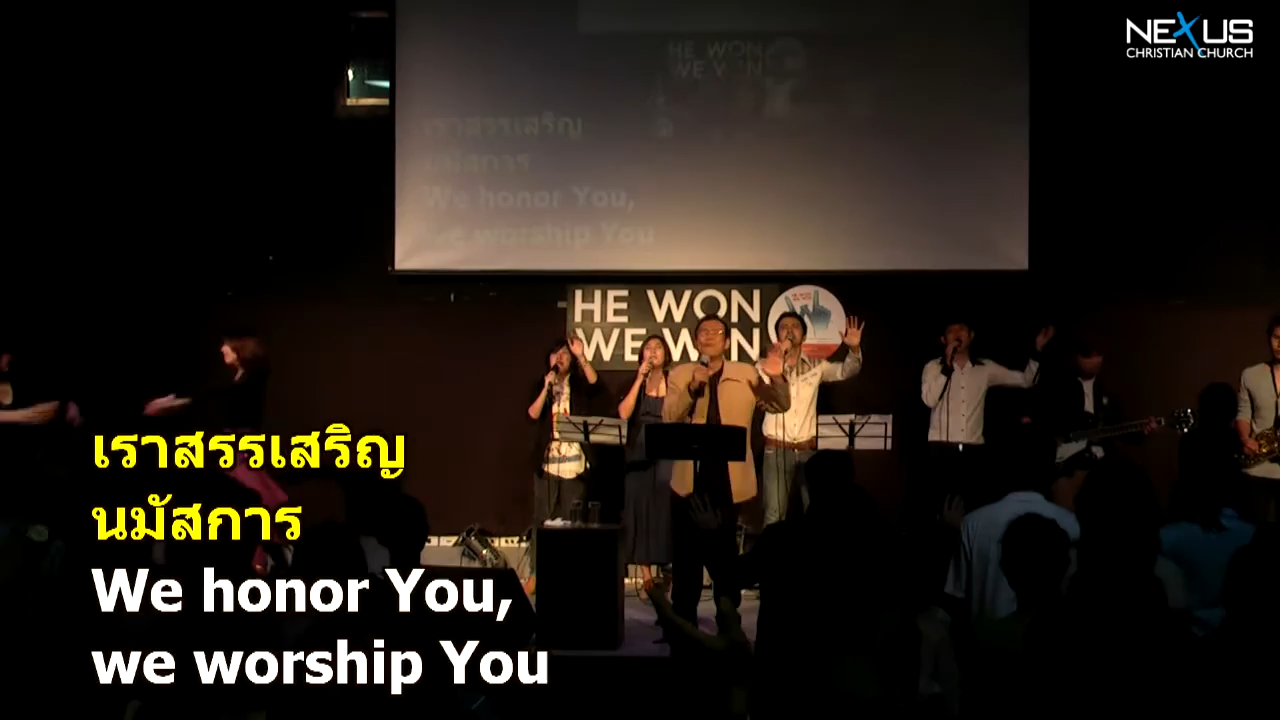 NEXUS
CHRISTIAN CHURCH
HE WON
WE WON
เราสรรเสริญ
นมัสการ
We honor You,
we worship You
HE WON
WE WON
เราสรรเสริญ
นมัสการ
We honor You,
we worship You